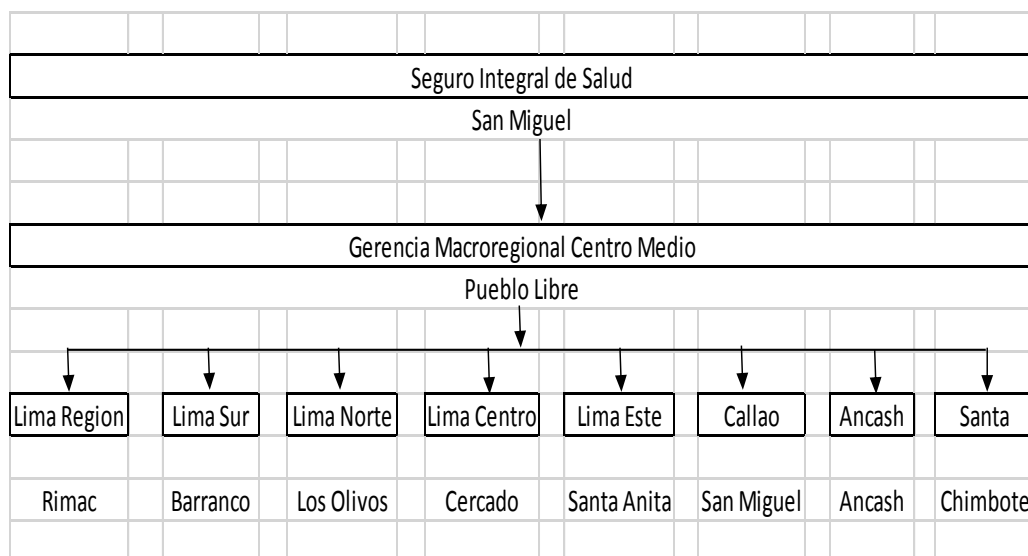 Seguro Integral de Salud
San Miguel
Gerencia Macroregional Centro Medio
Pueblo Libre
Lima Region Lima Sur Lima Norte Lima Centro Lima Este Callao Ancash Santa
Rimac Barranco Los Olivos Cercado Santa Anita San Miguel Ancash Chimbote